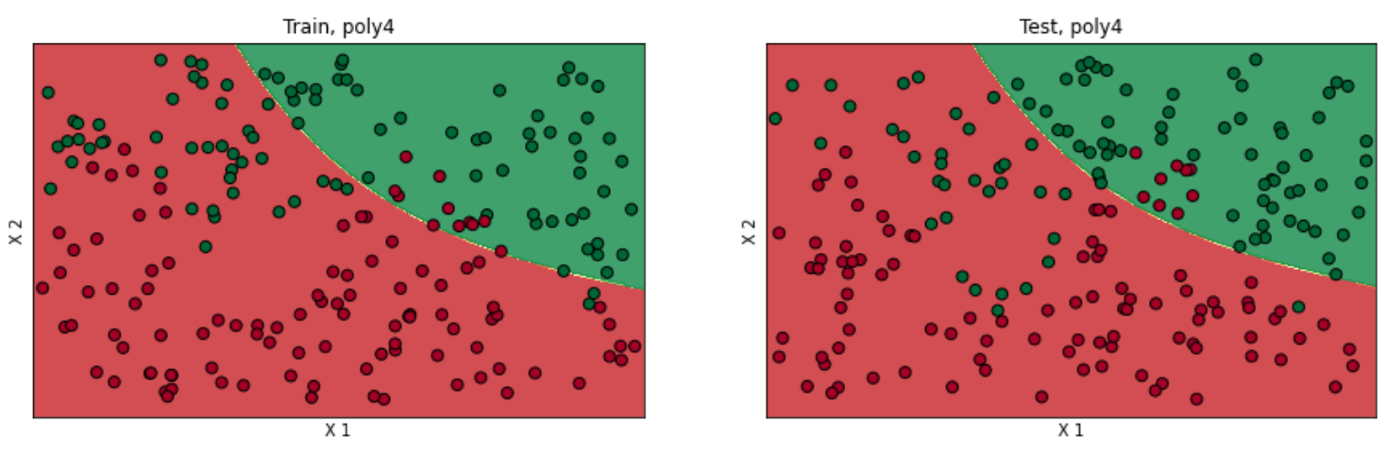 Train, poly4
X 2
X 1
Test, poly4
X 2
X 1